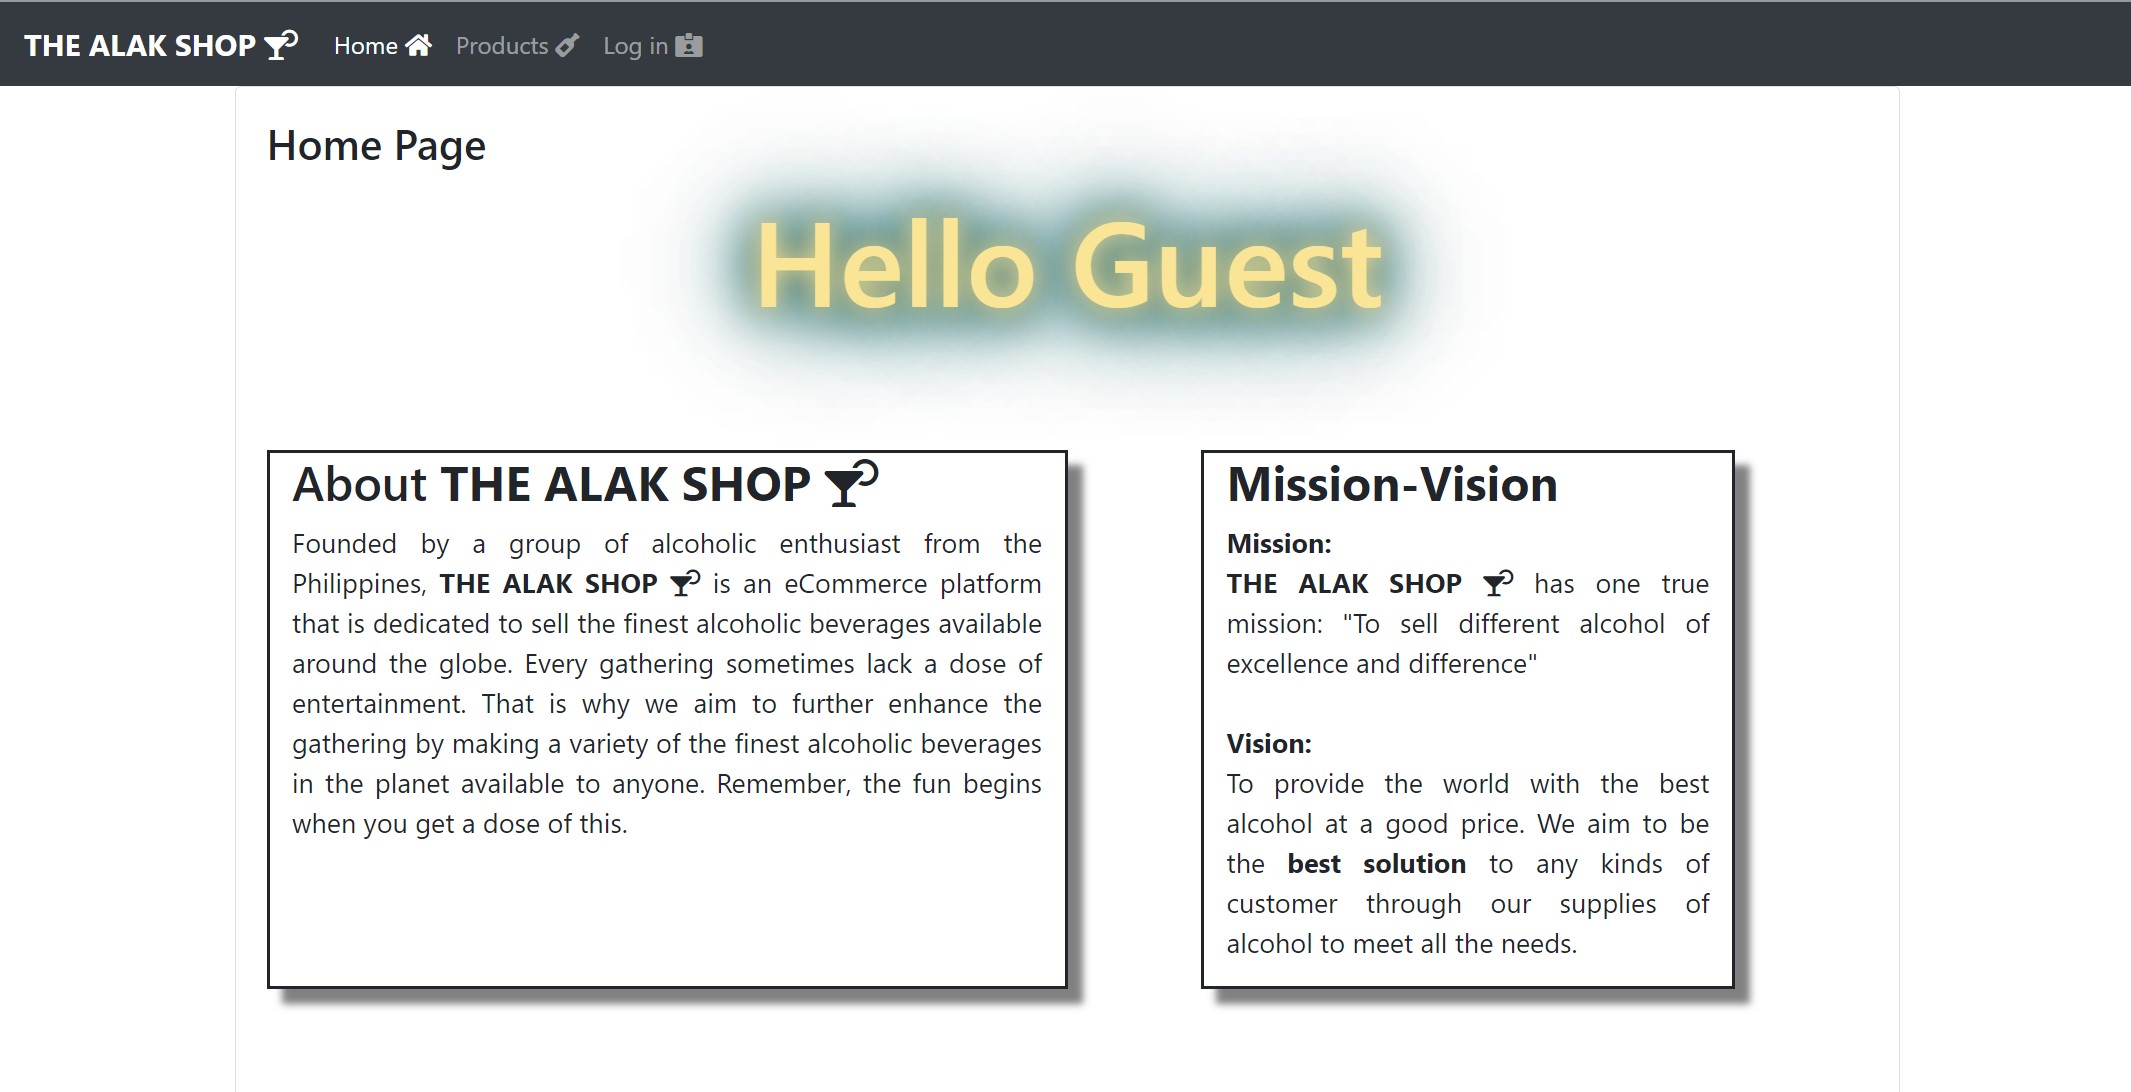 THE ALAK SHOP Home Products Log in
Home Page
Hello Guest
About THE ALAK SHOP
Founded by a group of alcoholic enthusiast from the
Philippines, THE ALAK SHOP is an eCommerce platform
that is dedicated to sell the finest alcoholic beverages available
around the globe. Every gathering sometimes lack a dose of
entertainment. That is why we aim to further enhance the
gathering by making a variety of the finest alcoholic beverages
in the planet available to anyone. Remember, the fun begins
when you get a dose of this.
Mission-Vision
Mission:
THE ALAK SHOP has one true
mission: "To sell different alcohol of
excellence and difference"
Vision:
To provide the world with the best
alcohol at a good price. We aim to be
the best solution to any kinds of
customer through our supplies of
alcohol to meet all the needs.